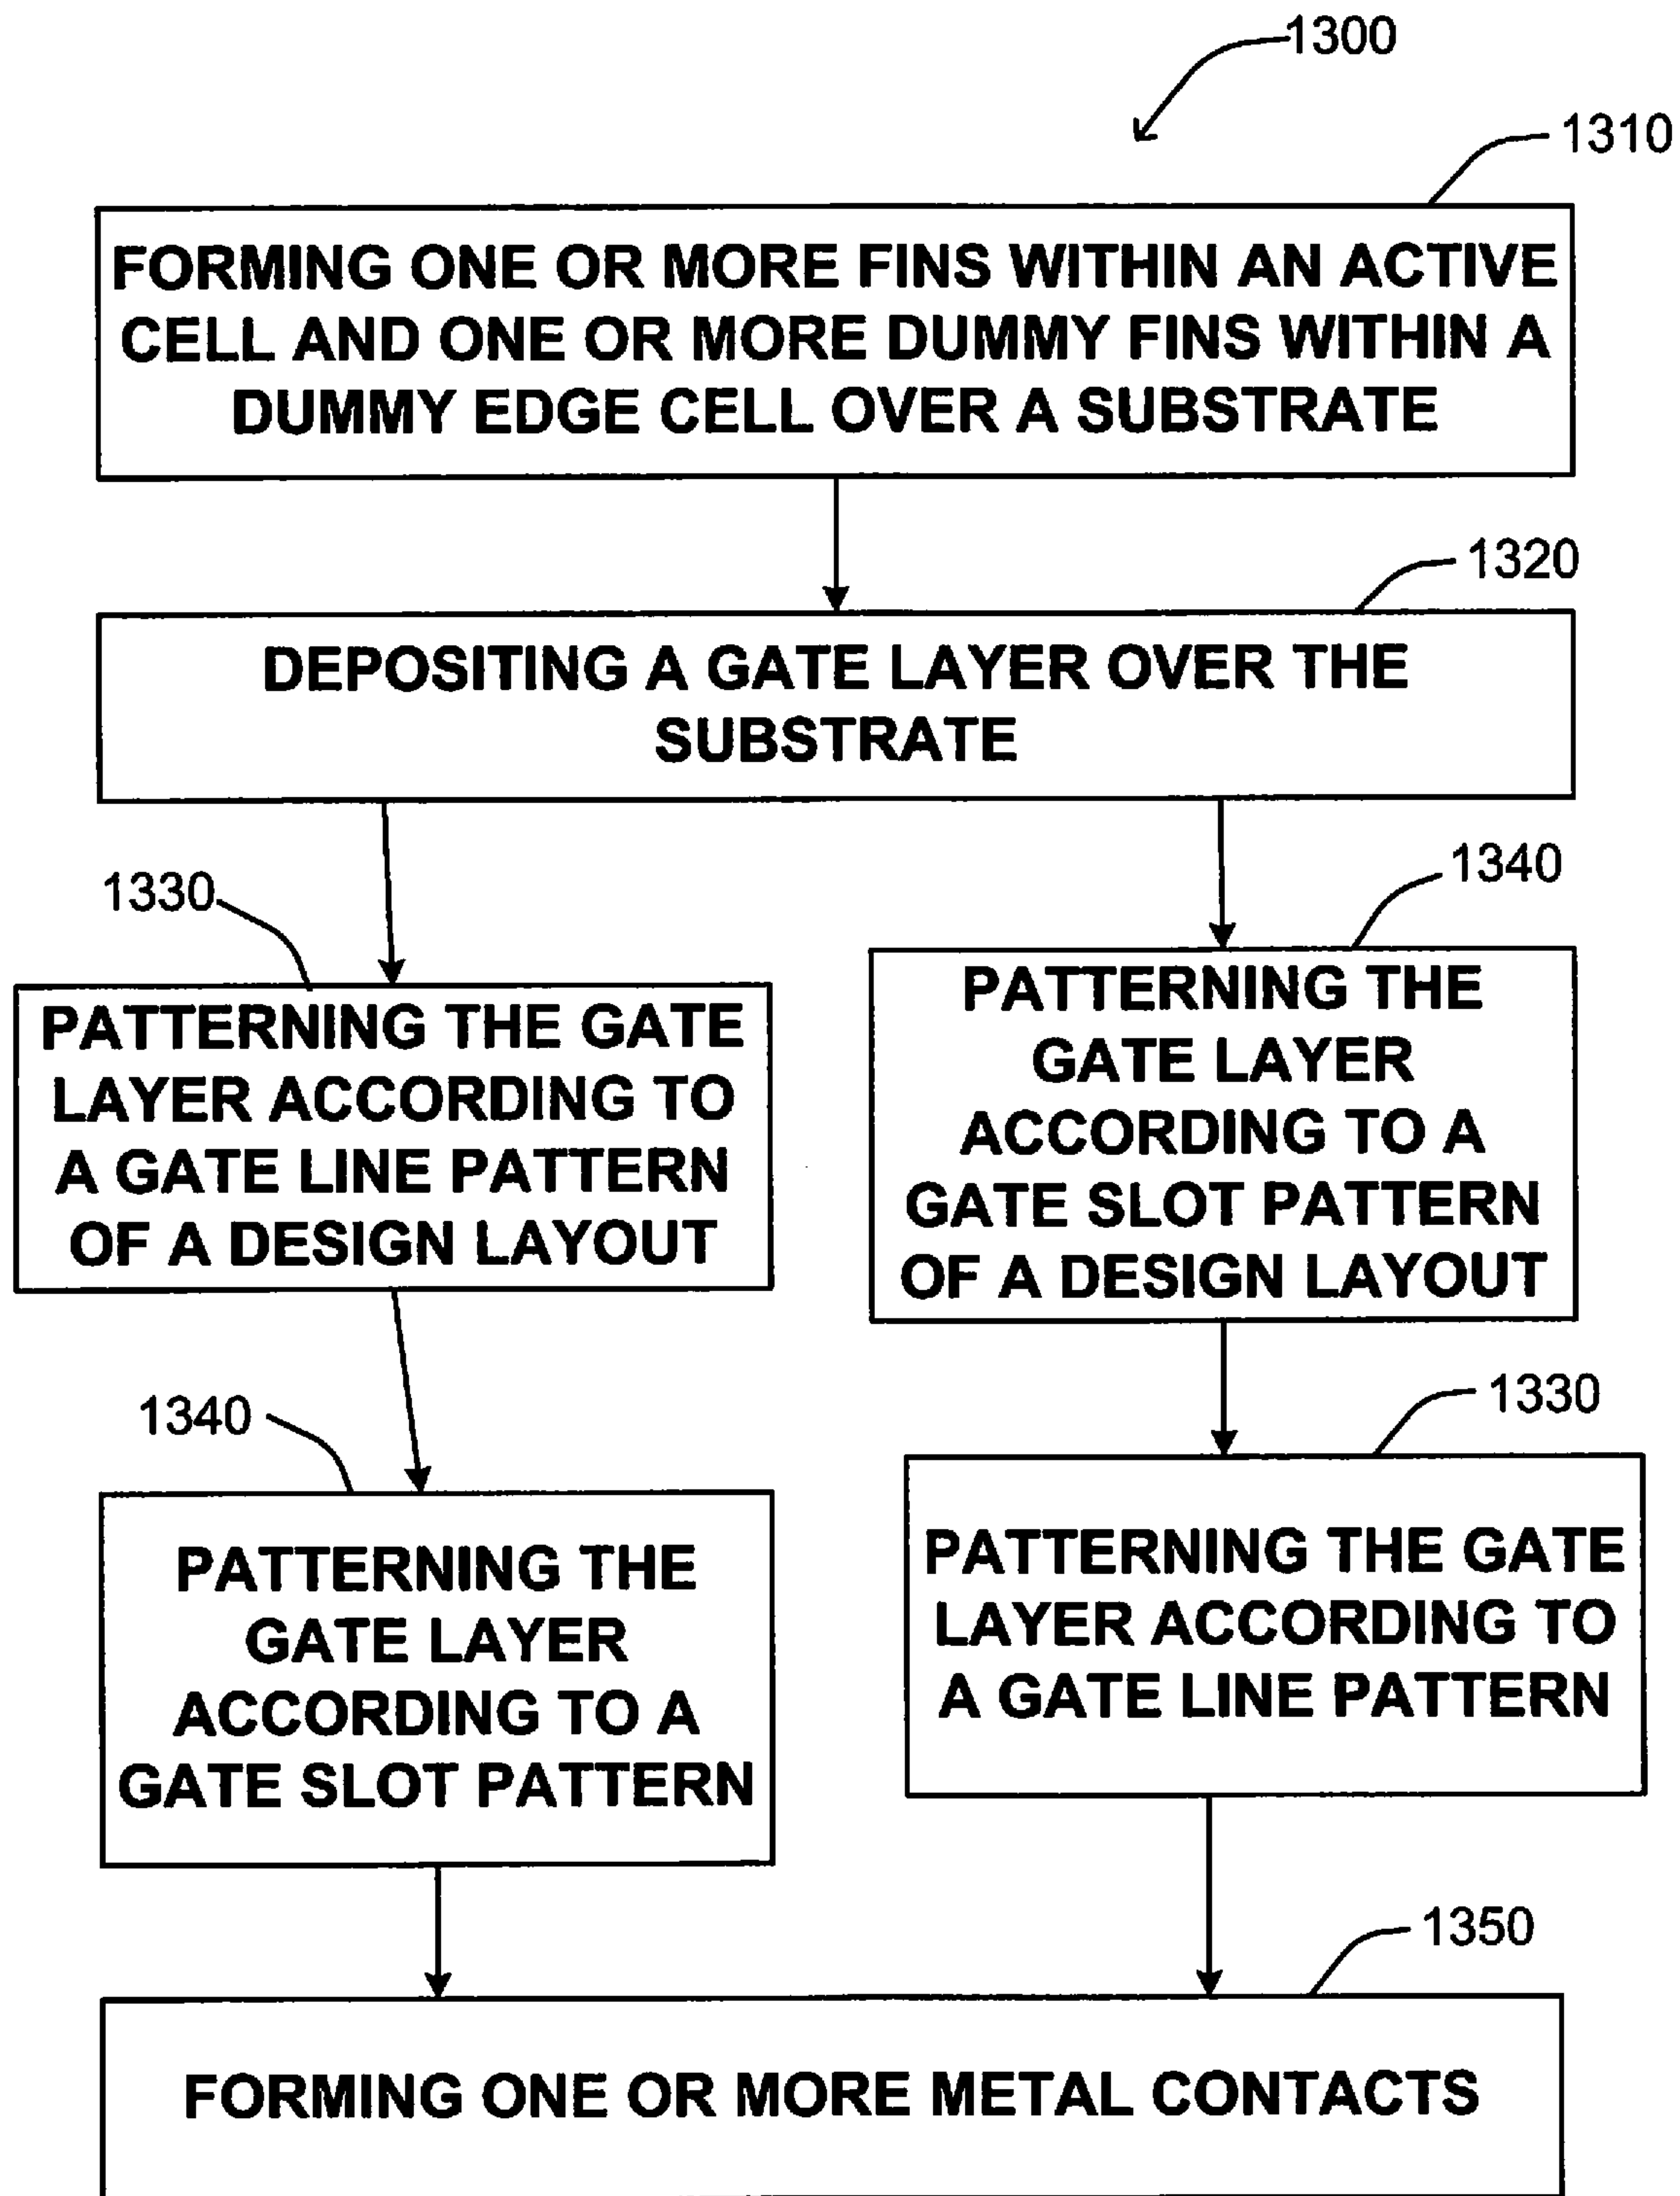 1300
1310
FORMING ONE OR MORE FINS WITHIN AN ACTIVE
CELL AND ONE OR MORE DUMMY FINS WITHIN A
DUMMY EDGE CELL OVER A SUBSTRATE
1320
DEPOSITING A GATE LAYER OVER THE
SUBSTRATE
1330
PATTERNING THE GATE
LAYER ACCORDING TO
A GATE LINE PATTERN
OF A DESIGN LAYOUT
1340
PATTERNING THE
GATE LAYER
ACCORDING TO A
GATE SLOT PATTERN
OF A DESIGN LAYOUT
1340
PATTERNING THE
GATE LAYER
ACCORDING TO A
GATE SLOT PATTERN
1330
PATTERNING THE GATE
LAYER ACCORDING TO
A GATE LINE PATTERN
1350
FORMING ONE OR MORE METAL CONTACTS